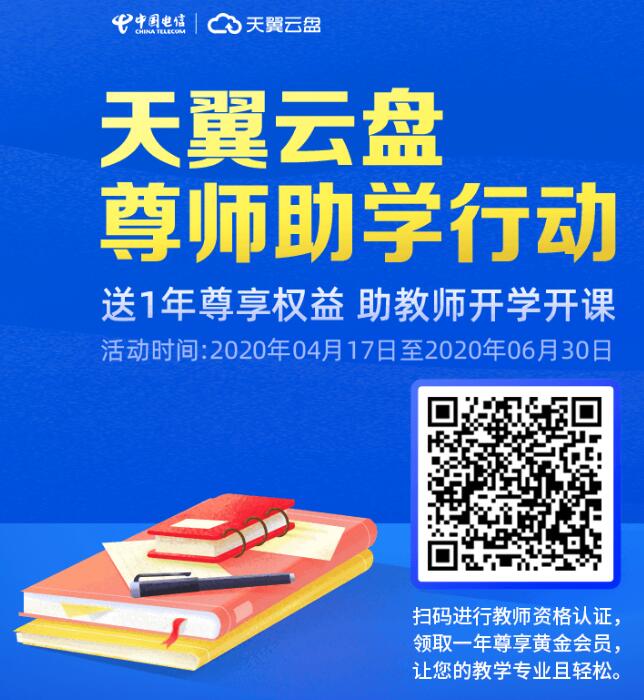 中国电信 天翼云盘
CHINA TELECOM
天翼云盘
尊师助学行动
送1年尊享权益 助教师开学开课
活动时间:2020年04月17日至2020年06月30日
扫码进行教师资格认证，
领取一年尊享黄金会员，
让您的教学专业且轻松。